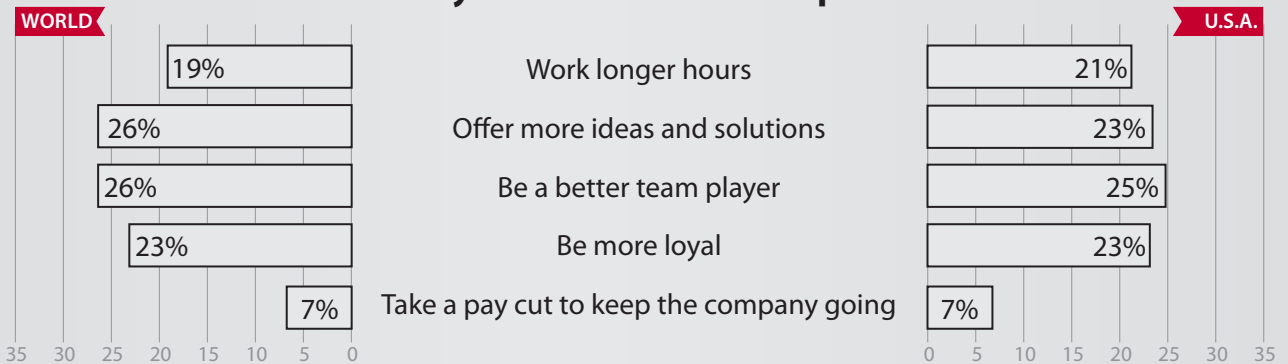 WORLD U.S.A.
19% Work longer hours 21%
26% Offer more ideas and solutions 23%
26% Be a better team player 25%
23% Be more loyal 23%
7% Take a pay cut to keep the company going 7%
35 30 25 20 15 10 5 0 0 5 10 15 20 25 30 35